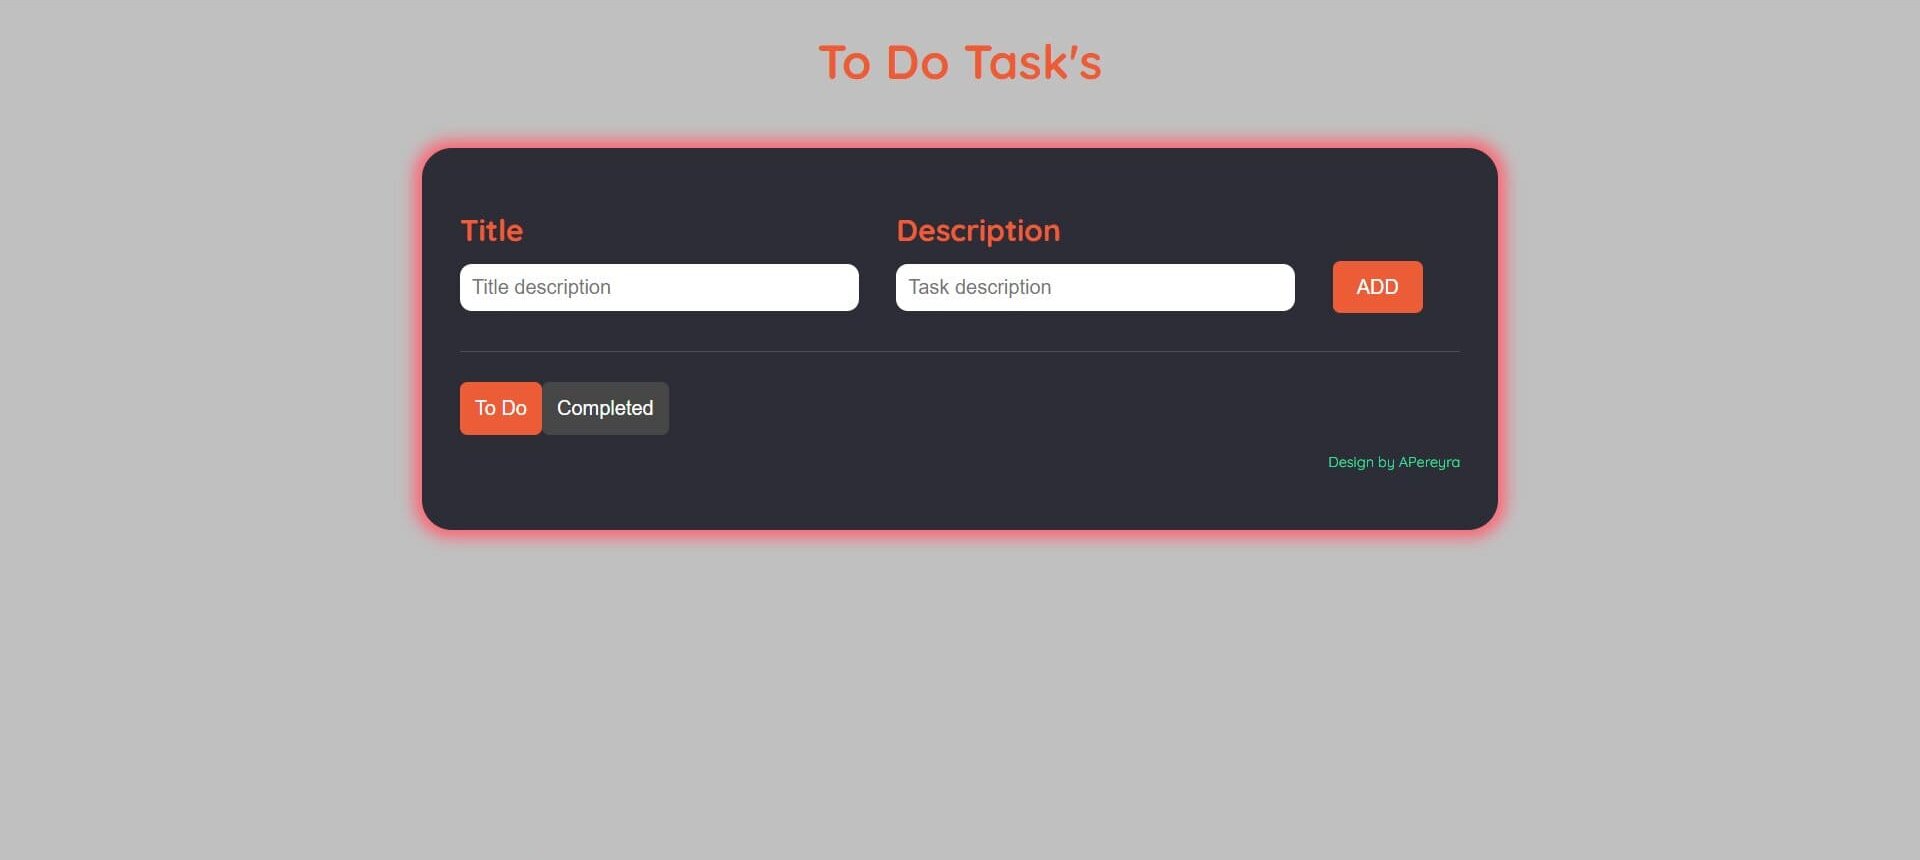 To Do Task's
Title
Description
Title description
Task description
ADD
To Do
Completed
Design by APereyra